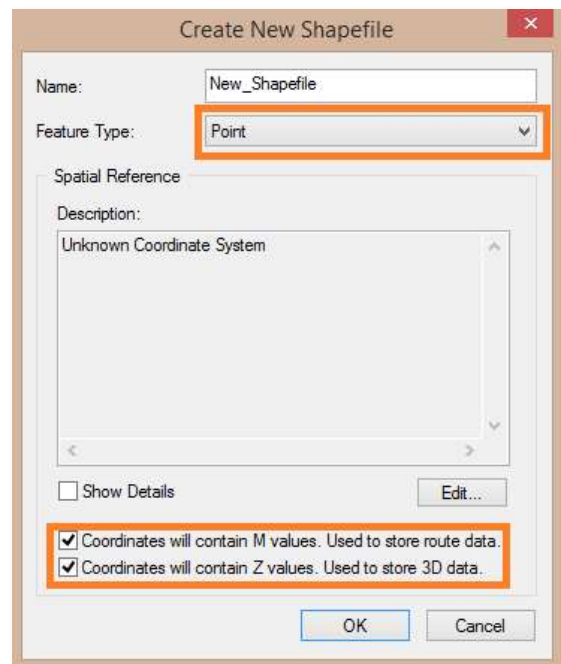 Create New Shapefile
Name: New_Shapefile
Feature Type: Point
Spatial Reference
Description:
Unknown Coordinate System
Show Details Edit...
Coordinates will contain M values. Used to store route data.
Coordinates will contain Z values. Used to store 3D data.
OK Cancel